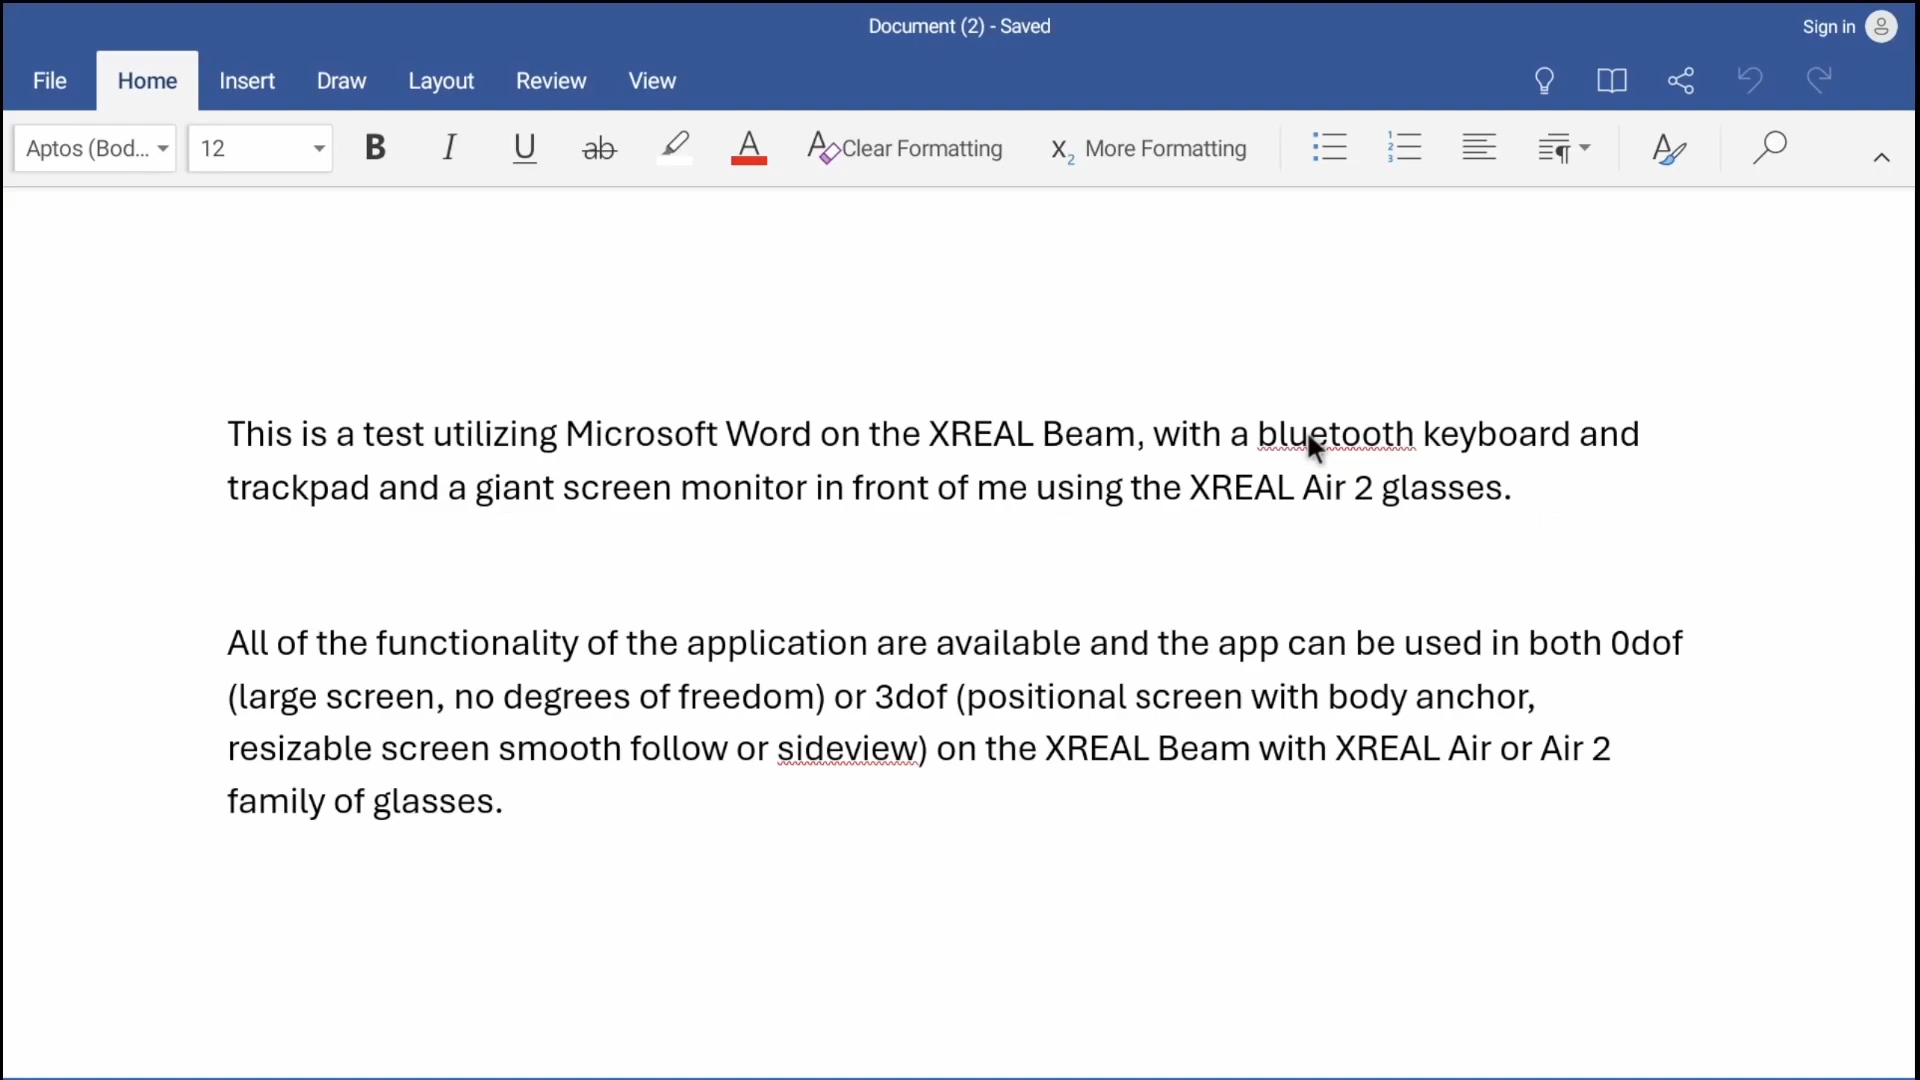 Document (2) - Saved
Sign in
File Home Insert Draw Layout Review View
Aptos (Bod... 12 B I U ab A A Clear Formatting X2 More Formatting
This is a test utilizing Microsoft Word on the XREAL Beam, with a bluetooth keyboard and
trackpad and a giant screen monitor in front of me using the XREAL Air 2 glasses.
All of the functionality of the application are available and the app can be used in both 0dof
(large screen, no degrees of freedom) or 3dof (positional screen with body anchor,
resizable screen smooth follow or sideview) on the XREAL Beam with XREAL Air or Air 2
family of glasses.